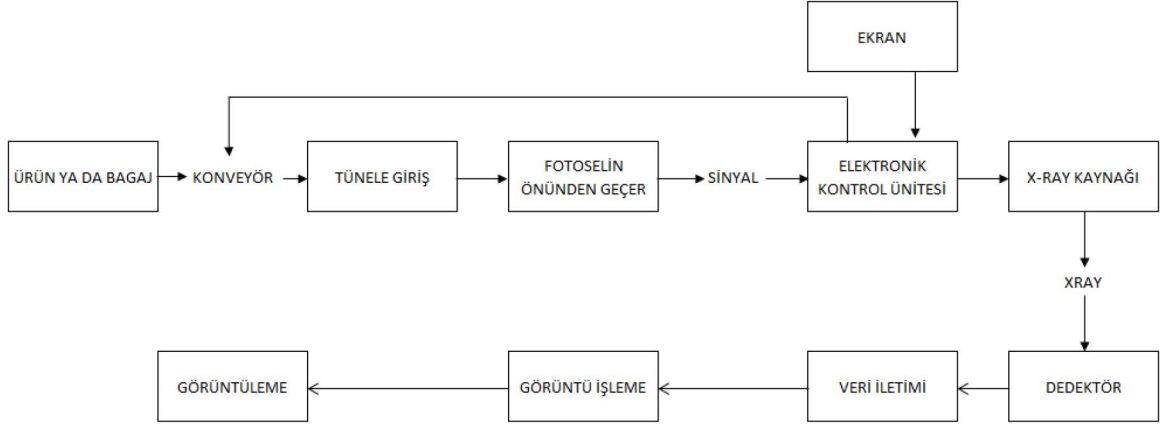 EKRAN
ÜRÜN YA DA BAGAJ
KONVEYÖR
TÜNELE GİRİŞ
FOTOSELİN
ÖNÜNDEN GEÇER
SİNYAL
ELEKTRONİK
KONTROL ÜNİTESİ
X-RAY KAYNAĞI
XRAY
GÖRÜNTÜLEME
GÖRÜNTÜ İŞLEME
VERİ İLETİMİ
DEDEKTÖR